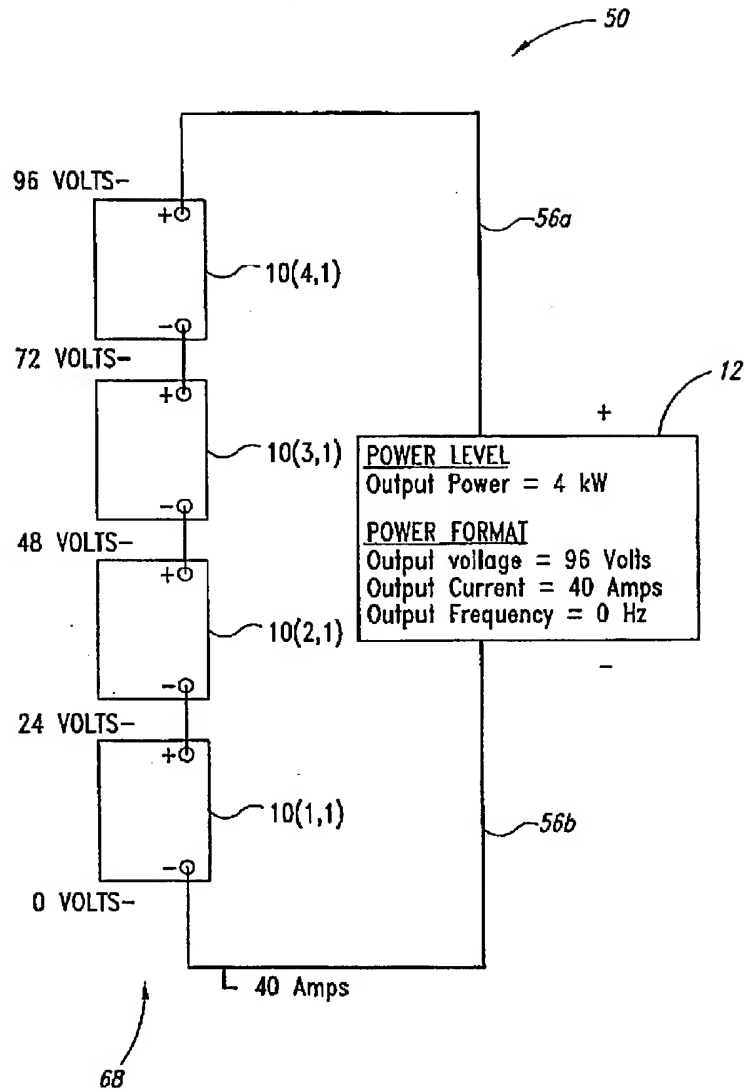 50
96 VOLTS-
+
56a
10(4,1)
-
72 VOLTS-
+
12
+
10(3,1)
POWER LEVEL
Output Power = 4 kW
-
POWER FORMAT
48 VOLTS-
Output voltage = 96 Volts
+
Output Current = 40 Amps
10(2,1)
Output Frequency = 0 Hz
-
-
24 VOLTS-
+
10(1,1)
56b
-
0 VOLTS-
40 Amps
68